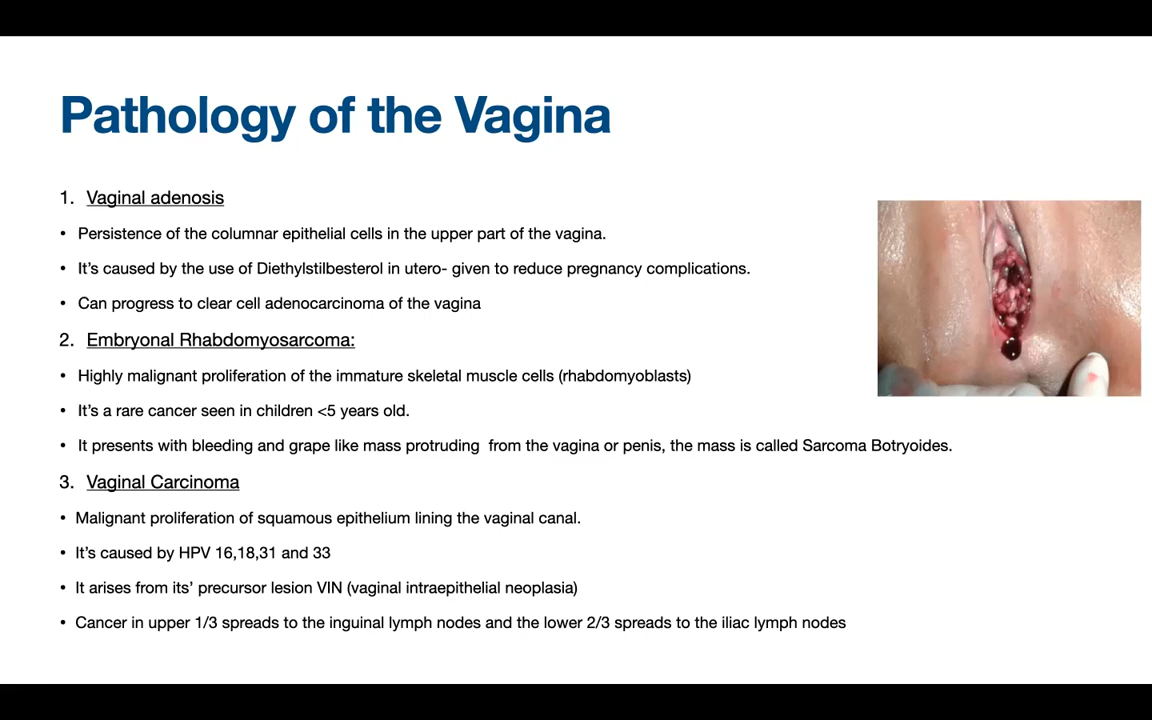 Pathology of the Vagina
1. Vaginal adenosis
• Persistence of the columnar epithelial cells in the upper part of the vagina.
• It’s caused by the use of Diethylstilbesterol in utero- given to reduce pregnancy complications.
• Can progress to clear cell adenocarcinoma of the vagina
2. Embryonal Rhabdomyosarcoma:
• Highly malignant proliferation of the immature skeletal muscle cells (rhabdomyoblasts)
• It’s a rare cancer seen in children <5 years old.
• It presents with bleeding and grape like mass protruding  from the vagina or penis, the mass is called Sarcoma Botryoides.
3. Vaginal Carcinoma
• Malignant proliferation of squamous epithelium lining the vaginal canal.
• It’s caused by HPV 16,18,31 and 33
• It arises from its’ precursor lesion VIN (vaginal intraepithelial neoplasia)
• Cancer in upper 1/3 spreads to the inguinal lymph nodes and the lower 2/3 spreads to the iliac lymph nodes